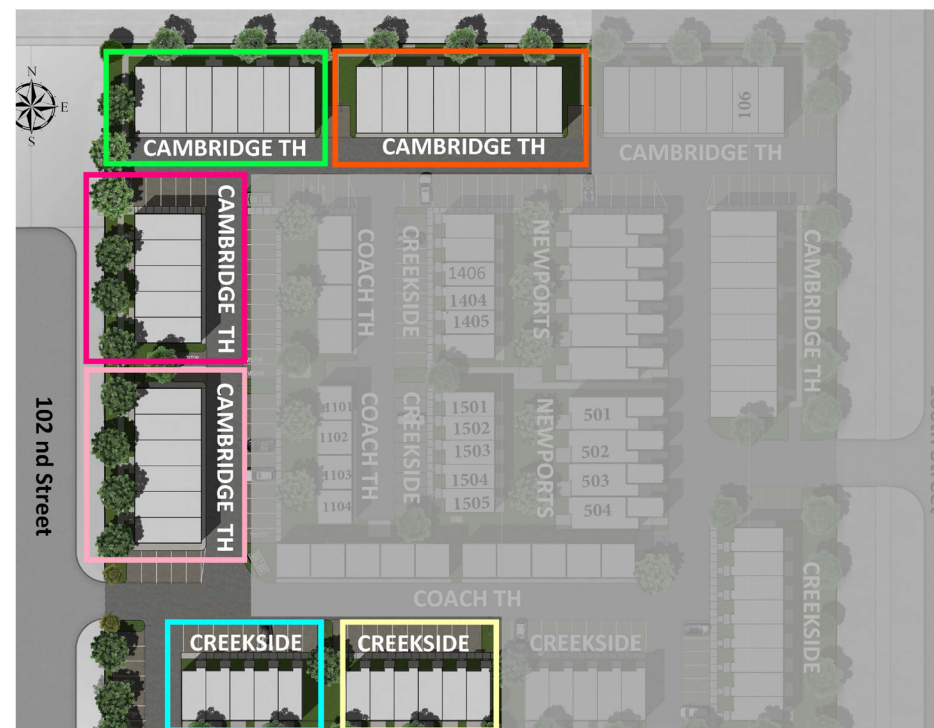 N
E
S
CAMBRIDGE TH
CAMBRIDGE TH
CAMBRIDGE TH
106
CAMBRIDGE TH
COACH TH
CREEKSIDE
1406
1404
1405
NEWPORTS
CAMBRIDGE TH
102 nd Street
CAMBRIDGE TH
1101
1102
1103
1104
COACH TH
CREEKSIDE
1501
1502
1503
1504
1505
NEWPORTS
501
502
503
504
COACH TH
CREEKSIDE
CREEKSIDE
CREEKSIDE
CREEKSIDE